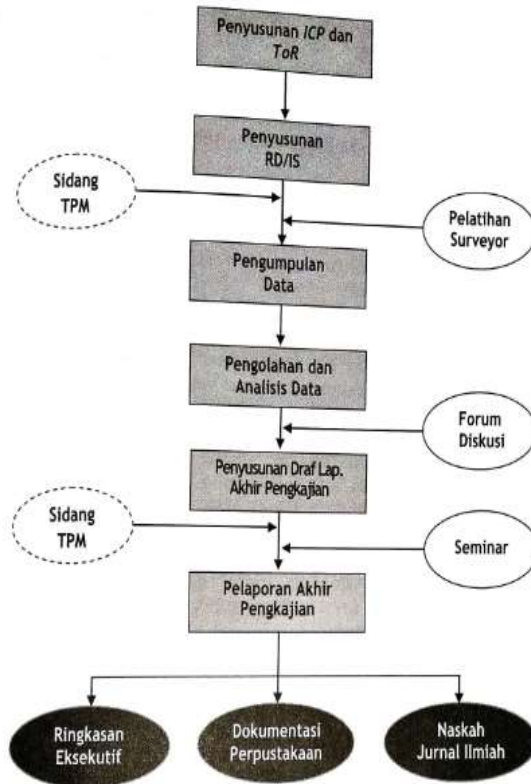 Penyusunan ICP dan
ToR
Penyusunan
RD/IS
Sidang
TPM
Pelatihan
Surveyor
Pengumpulan
Data
Pengolahan dan
Analisis Data
Forum
Diskusi
Penyusunan Draf Lap.
Akhir Pengkajian
Sidang
TPM
Seminar
Pelaporan Akhir
Pengkajian
Ringkasan
Eksekutif
Dokumentasi
Perpustakaan
Naskah
Jurnal Ilmiah